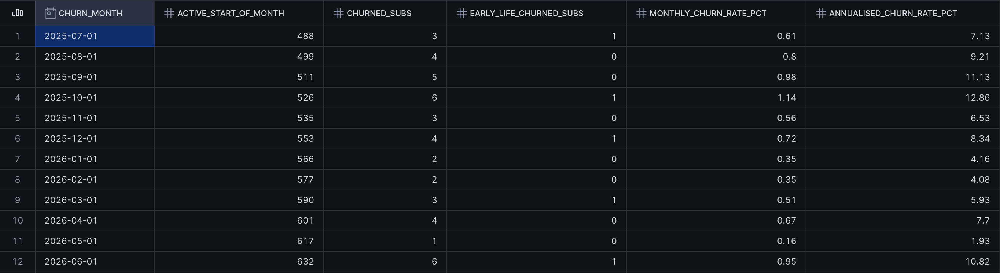 CHURN_MONTH ACTIVE_START_OF_MONTH CHURNED_SUBS EARLY_LIFE_CHURNED_SUBS MONTHLY_CHURN_RATE_PCT ANNUALISED_CHURN_RATE_PCT
1 2025-07-01 488 3 1 0.61 7.13
2 2025-08-01 499 4 0 0.8 9.21
3 2025-09-01 511 5 0 0.98 11.13
4 2025-10-01 526 6 1 1.14 12.86
5 2025-11-01 535 3 0 0.56 6.53
6 2025-12-01 553 4 1 0.72 8.34
7 2026-01-01 566 2 0 0.35 4.16
8 2026-02-01 577 2 0 0.35 4.08
9 2026-03-01 590 3 1 0.51 5.93
10 2026-04-01 601 4 0 0.67 7.7
11 2026-05-01 617 1 0 0.16 1.93
12 2026-06-01 632 6 1 0.95 10.82